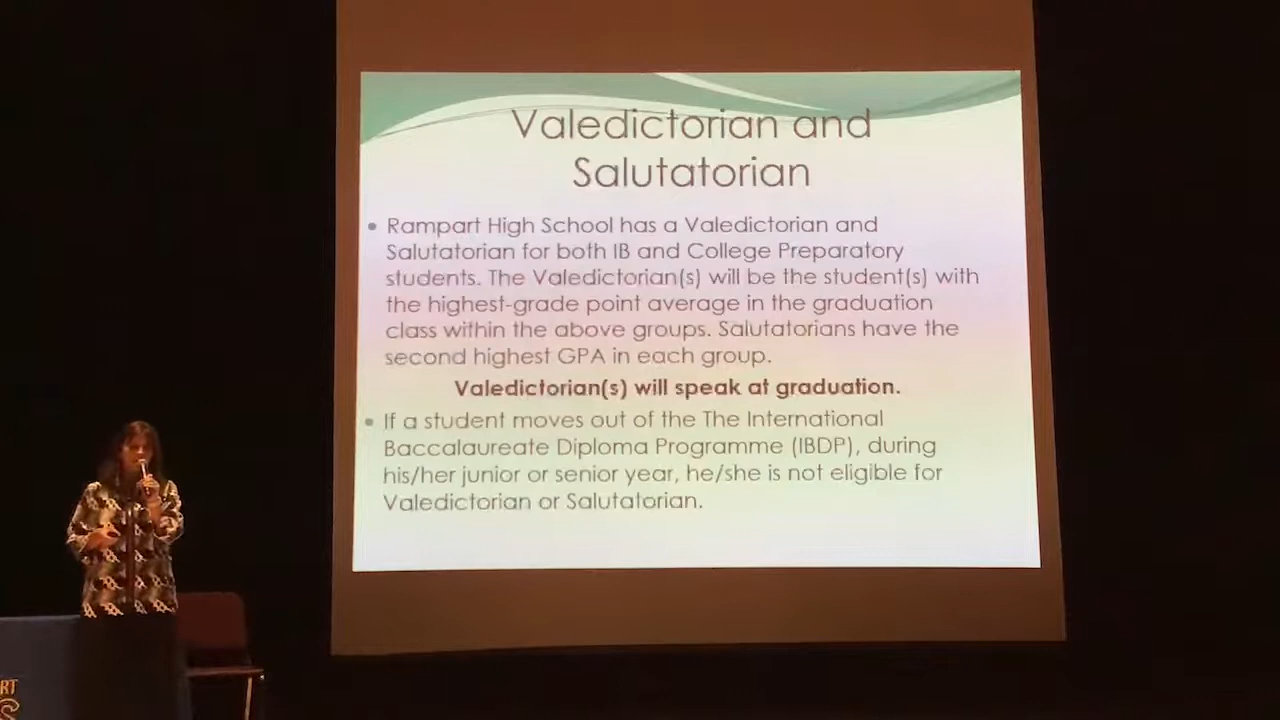 Valedictorian and
Salutatorian
• Rampart High School has a Valedictorian and
Salutatorian for both IB and College Preparatory
students. The Valedictorian(s) will be the student(s) with
the highest-grade point average in the graduation
class within the above groups. Salutatorians have the
second highest GPA in each group.
Valedictorian(s) will speak at graduation.
• If a student moves out of the The International
Baccalaureate Diploma Programme (IBDP), during
his/her junior or senior year, he/she is not eligible for
Valedictorian or Salutatorian.
RT
S